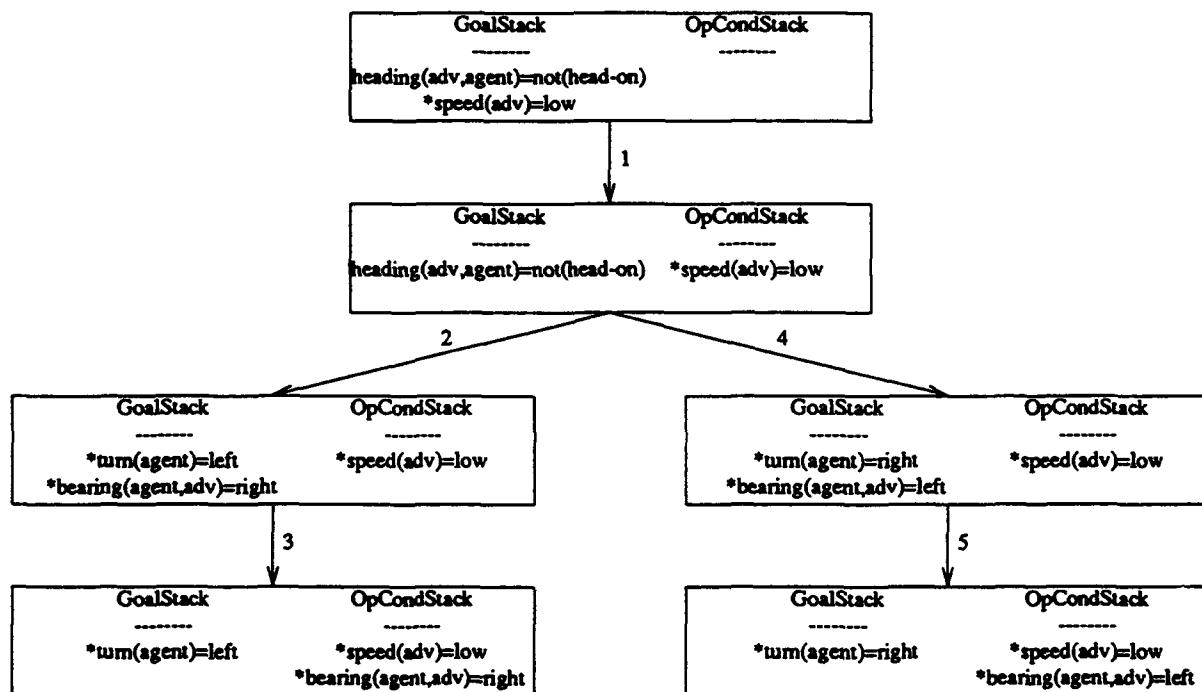 GoalStack OpCondStack
-------- --------
heading(adv,agent)=not(head-on)
*speed(adv)=low
1
GoalStack OpCondStack
-------- --------
heading(adv,agent)=not(head-on) *speed(adv)=low
2 4
GoalStack OpCondStack
-------- --------
*turn(agent)=left *speed(adv)=low
*bearing(agent,adv)=right
GoalStack OpCondStack
-------- --------
*turn(agent)=right *speed(adv)=low
*bearing(agent,adv)=left
3 5
GoalStack OpCondStack
-------- --------
*turn(agent)=left *speed(adv)=low
*bearing(agent,adv)=right
GoalStack OpCondStack
-------- --------
*turn(agent)=right *speed(adv)=low
*bearing(agent,adv)=left